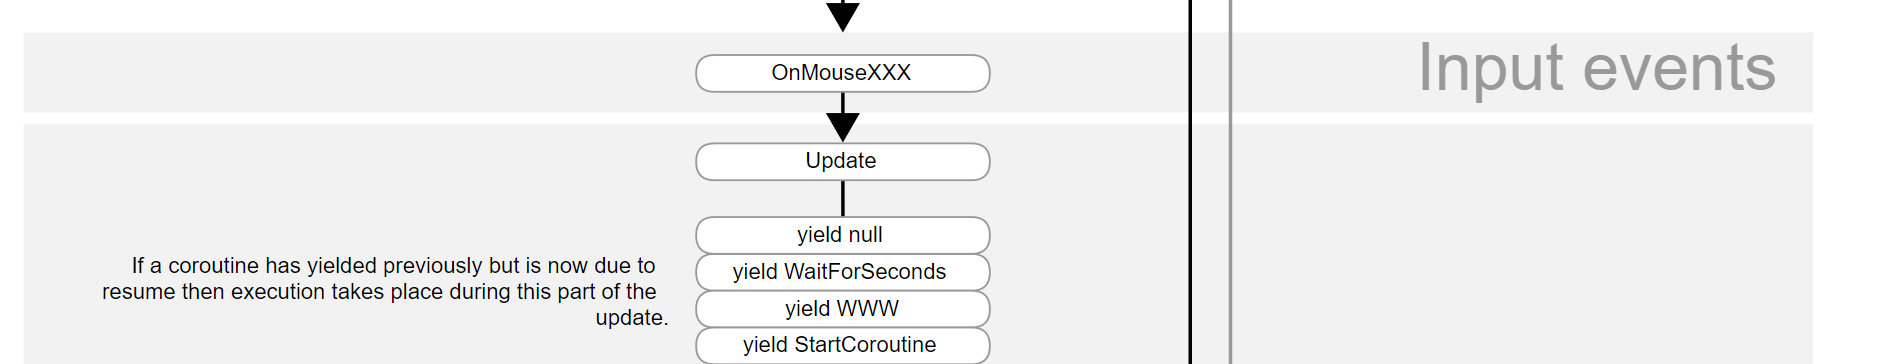 Input events
OnMouseXXX
Update
yield null
If a coroutine has yielded previously but is now due to
resume then execution takes place during this part of the
update.
yield WaitForSeconds
yield WWW
yield StartCoroutine